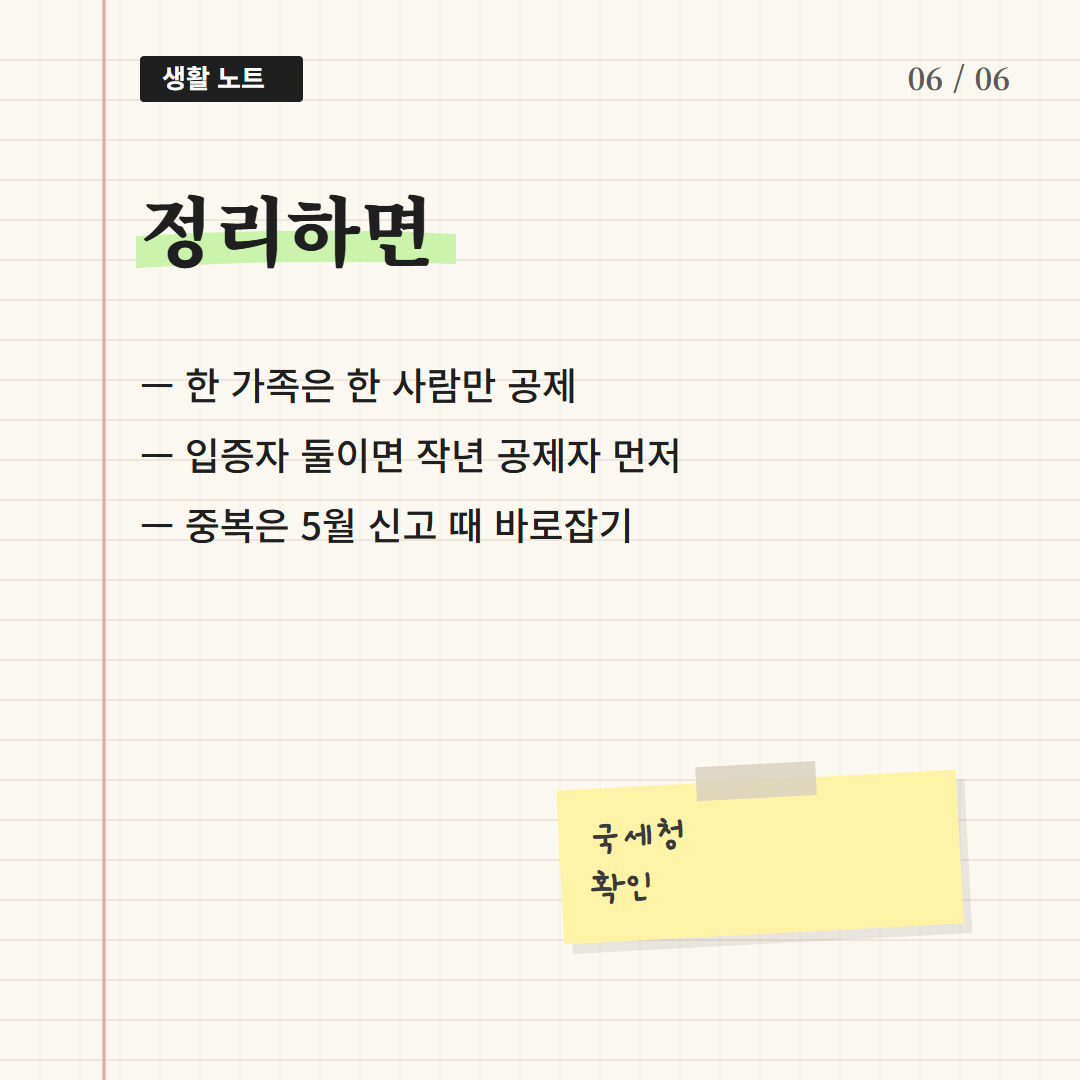 생활 노트
06 / 06
정리하면
— 한 가족은 한 사람만 공제
— 입증자 둘이면 작년 공제자 먼저
— 중복은 5월 신고 때 바로잡기
국세청
확인